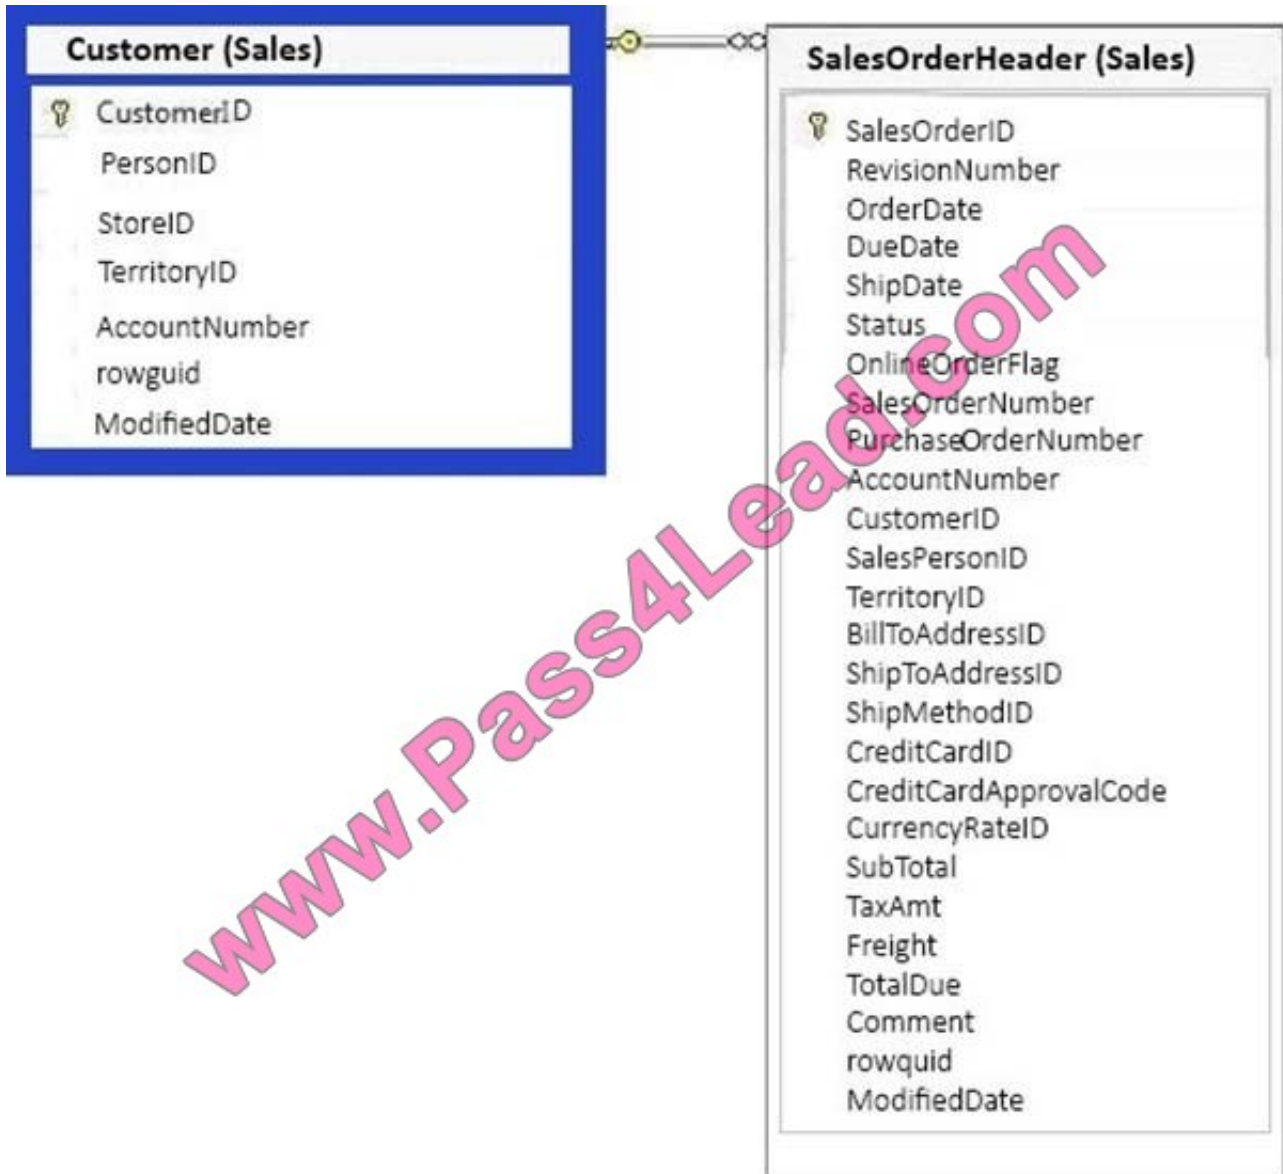 Customer (Sales)
CustomerID
PersonID
StoreID
TerritoryID
AccountNumber
rowguid
ModifiedDate
SalesOrderHeader (Sales)
SalesOrderID
RevisionNumber
OrderDate
DueDate
ShipDate
Status
OnlineOrderFlag
SalesOrderNumber
PurchaseOrderNumber
AccountNumber
CustomerID
SalesPersonID
TerritoryID
BillToAddressID
ShipToAddressID
ShipMethodID
CreditCardID
CreditCardApprovalCode
CurrencyRateID
SubTotal
TaxAmt
Freight
TotalDue
Comment
rowquid
ModifiedDate
www.Pass4Lead.com